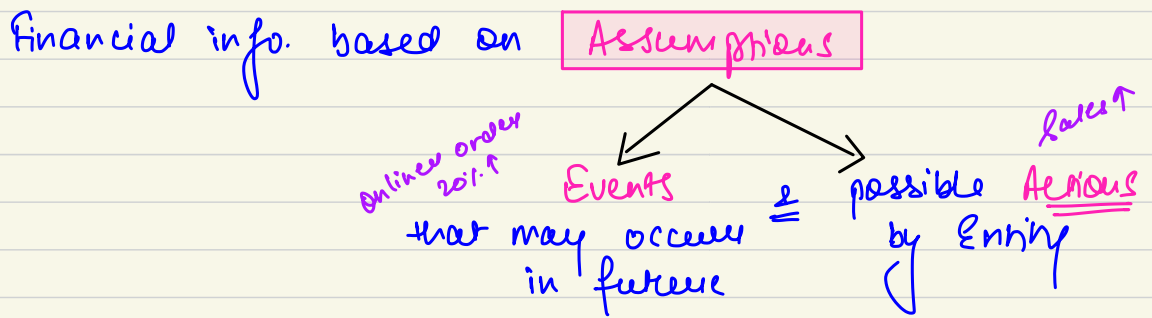 Financial info. based on Assumptions
Sales↑
online order
20%↑
Events & possible Actions
that may occur by Entity
in future